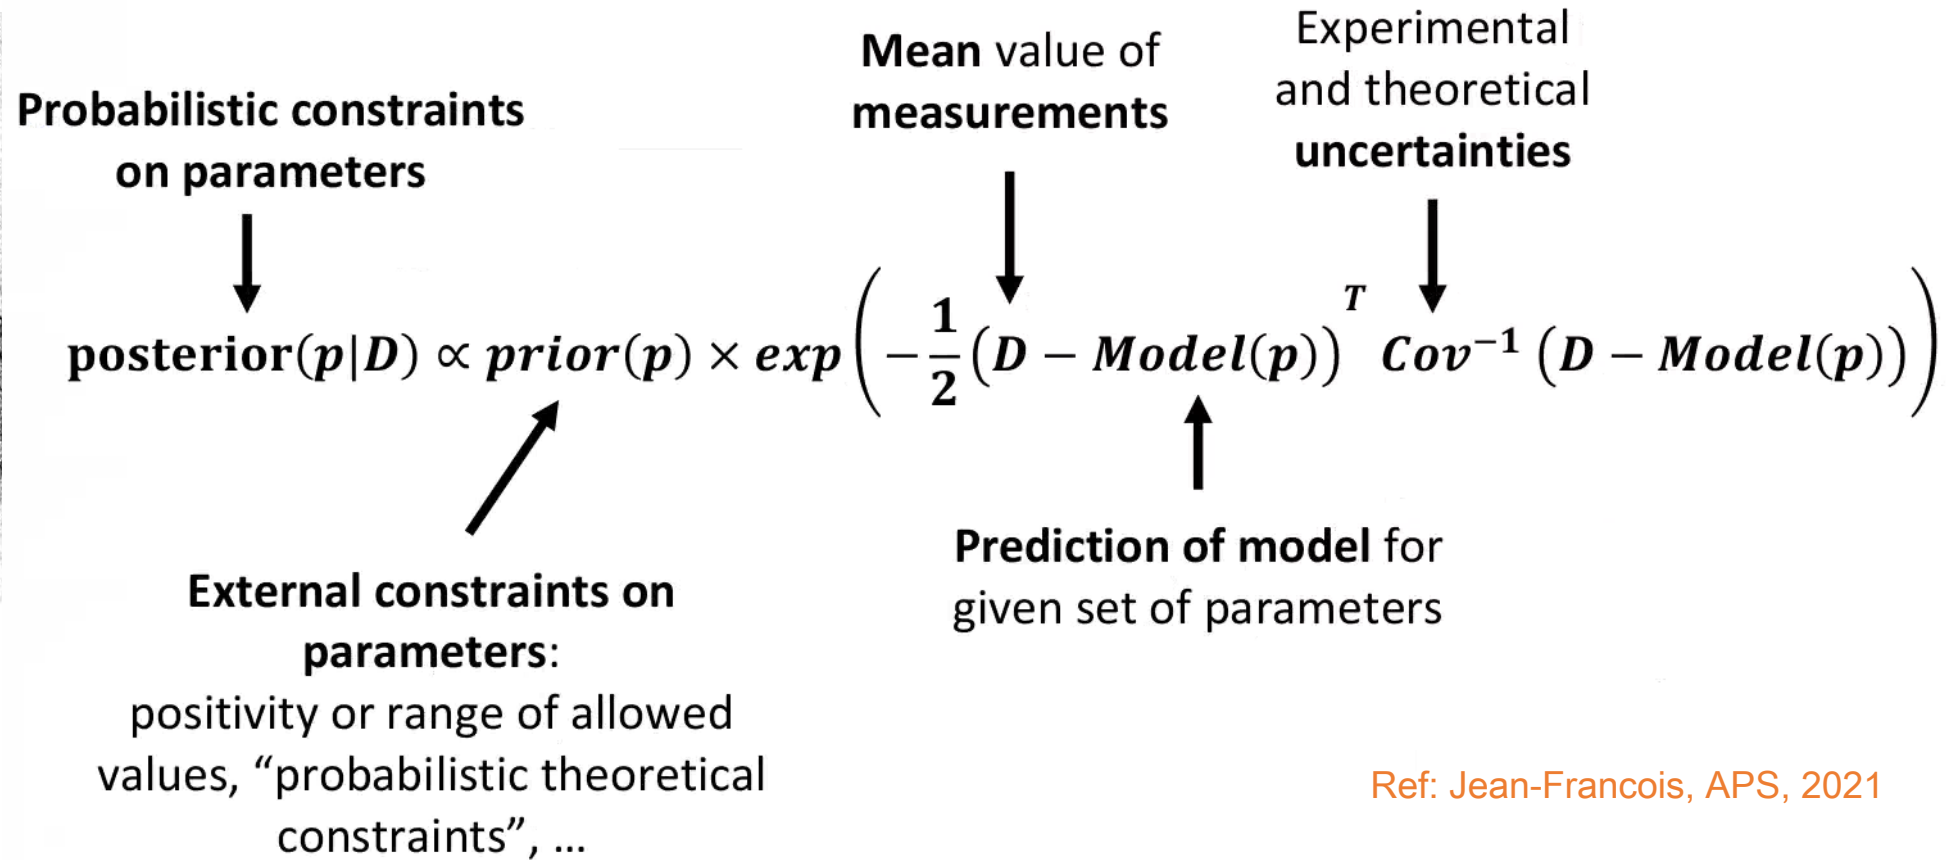 Probabilistic constraints
on parameters
Mean value of
measurements
Experimental
and theoretical
uncertainties
posterior(p|D) ∝ prior(p) × exp(−1/2 (D − Model(p))^T Cov^−1 (D − Model(p)))
External constraints on
parameters:
positivity or range of allowed
values, “probabilistic theoretical
constraints”, ...
Prediction of model for
given set of parameters
Ref: Jean-Francois, APS, 2021